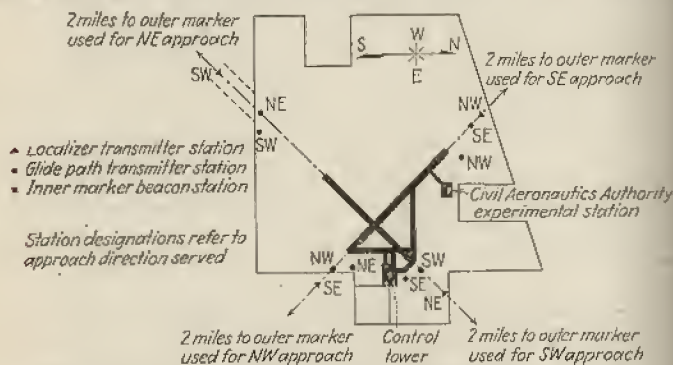 2 miles to outer marker
used for NE approach
W
S
N
E
2 miles to outer marker
used for SE approach
SW
NE
NW
SE
SW
NW
Localizer transmitter station
Glide path transmitter station
Inner marker beacon station
Civil Aeronautics Authority
experimental station
Station designations refer to
approach direction served
NW
NE
SW
SE
SE
NE
2 miles to outer marker
used for NW approach
Control
tower
2 miles to outer marker
used for SW approach